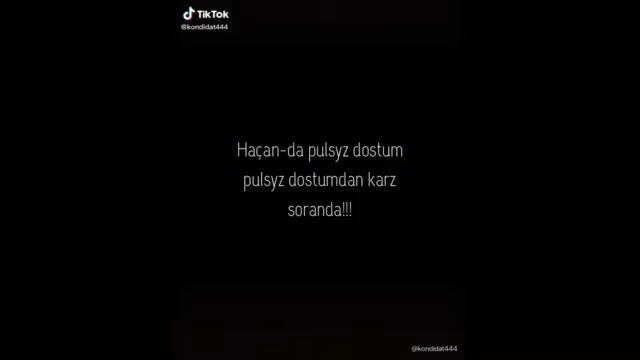 TikTok
@kondidat444
Haçan-da pulsyz dostum
pulsyz dostumdan karz
soranda!!!
@kondidat444